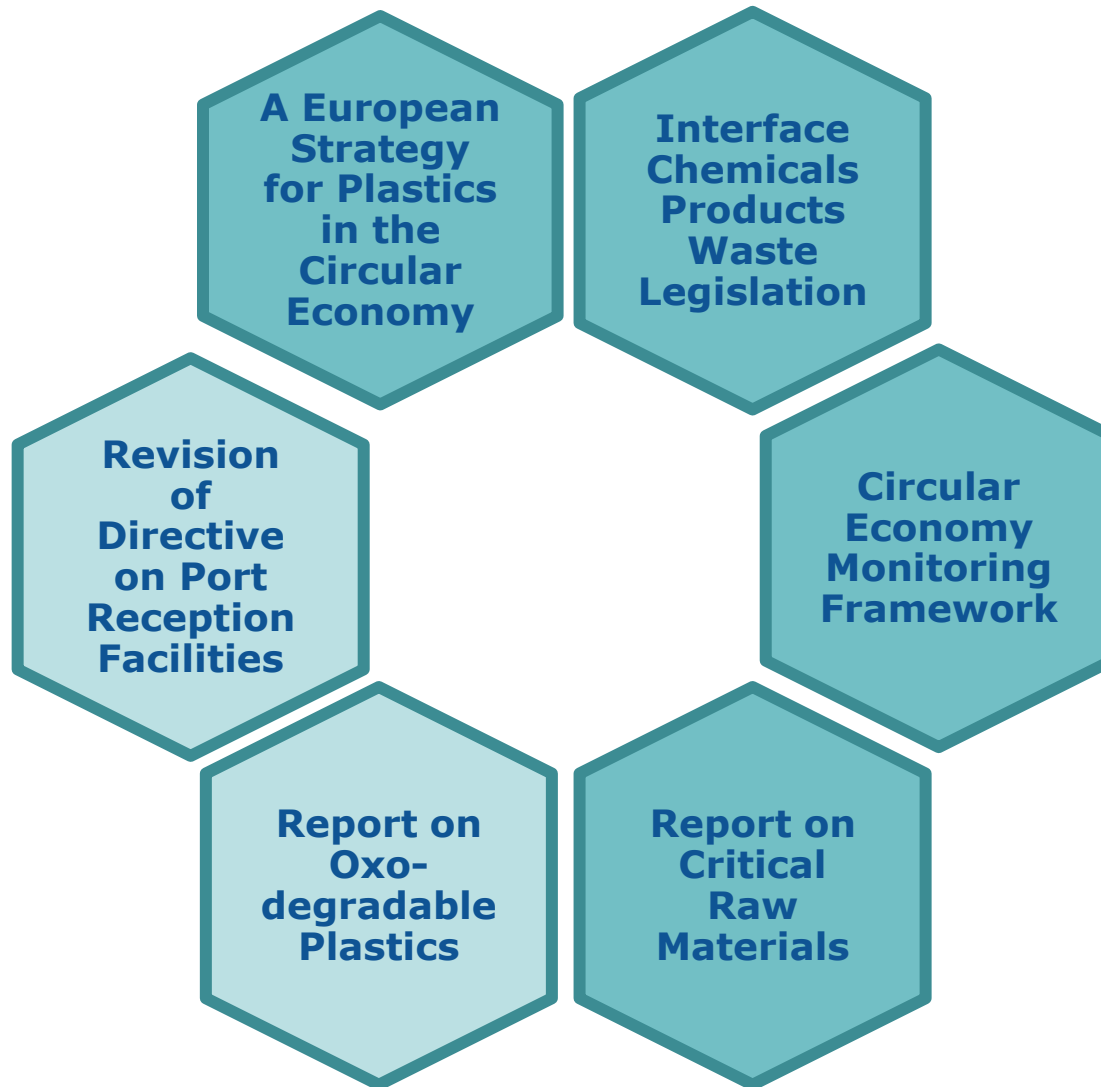 A European
Strategy
for Plastics
in the
Circular
Economy
Interface
Chemicals
Products
Waste
Legislation
Revision
of
Directive
on Port
Reception
Facilities
Circular
Economy
Monitoring
Framework
Report on
Oxo-
degradable
Plastics
Report on
Critical
Raw
Materials